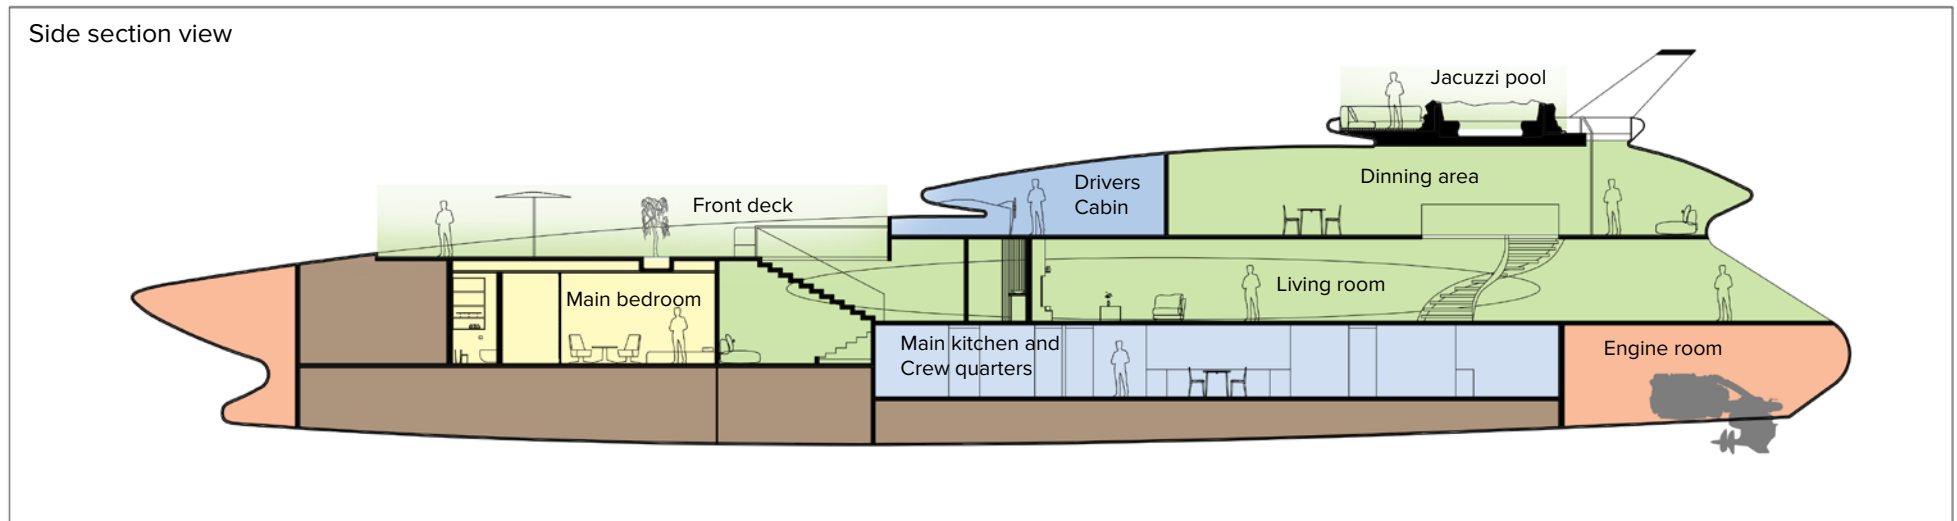 Side section view
Jacuzzi pool
Drivers
Cabin
Dinning area
Front deck
Living room
Main bedroom
Main kitchen and
Crew quarters
Engine room